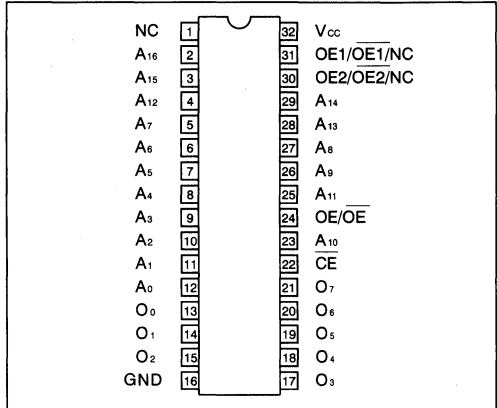 NC 1 32 Vcc
A16 2 31 OE1/OE1/NC
A15 3 30 OE2/OE2/NC
A12 4 29 A14
A7 5 28 A13
A6 6 27 A8
A5 7 26 A9
A4 8 25 A11
A3 9 24 OE/OE
A2 10 23 A10
A1 11 22 CE
A0 12 21 O7
O0 13 20 O6
O1 14 19 O5
O2 15 18 O4
GND 16 17 O3